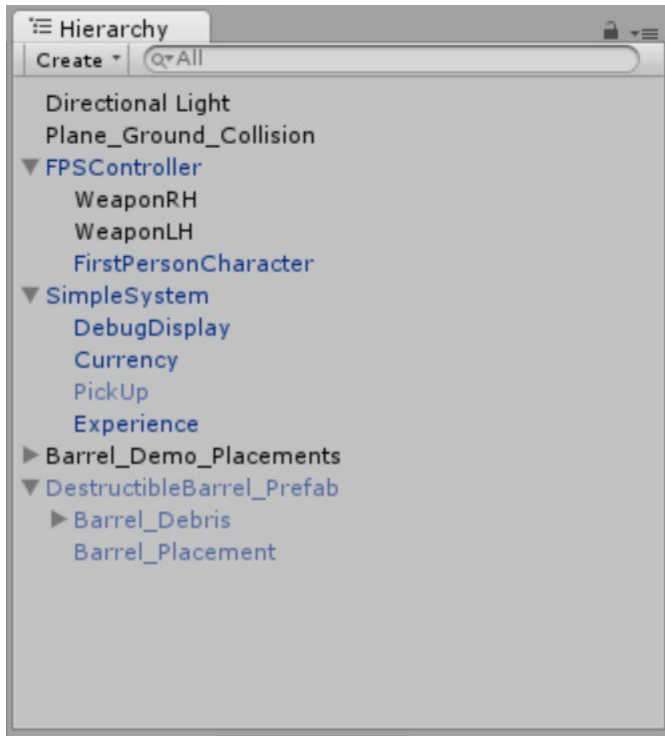 Hierarchy
Create All
Directional Light
Plane_Ground_Collision
FPSController
WeaponRH
WeaponLH
FirstPersonCharacter
SimpleSystem
DebugDisplay
Currency
PickUp
Experience
Barrel_Demo_Placements
DestructibleBarrel_Prefab
Barrel_Debris
Barrel_Placement